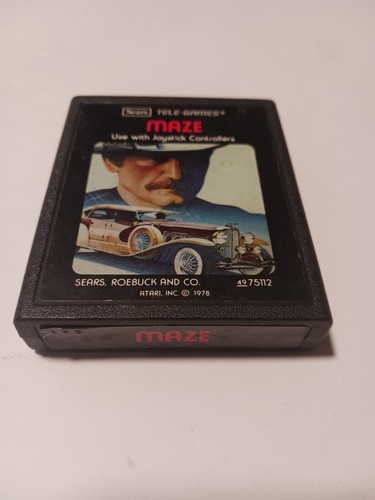 Sears TELE-GAMES®
MAZE
Use with Joystick Controllers
SEARS, ROEBUCK AND CO. 49 75112
ATARI, INC. © 1978
MAZE